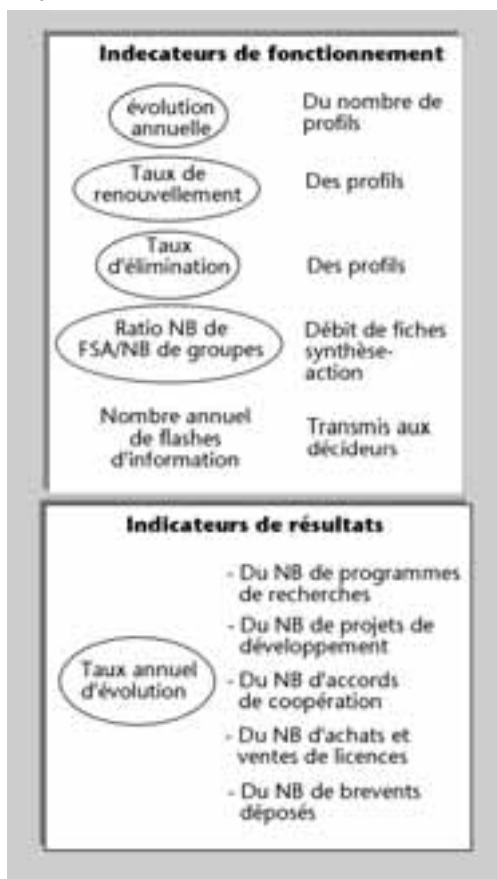 Indecateurs de fonctionnement
évolution
annuelle
Du nombre de
profils
Taux de
renouvellement
Des profils
Taux
d'élimination
Des profils
Ratio NB de
FSA/NB de groupes
Débit de fiches
synthèse-
action
Nombre annuel
de flashes
d'information
Transmis aux
décideurs
Indicateurs de résultats
Taux annuel
d'évolution
- Du NB de programmes
de recherches
- Du NB de projets de
développement
- Du NB d'accords
de coopération
- Du NB d'achats et
ventes de licences
- Du NB de brevents
déposés